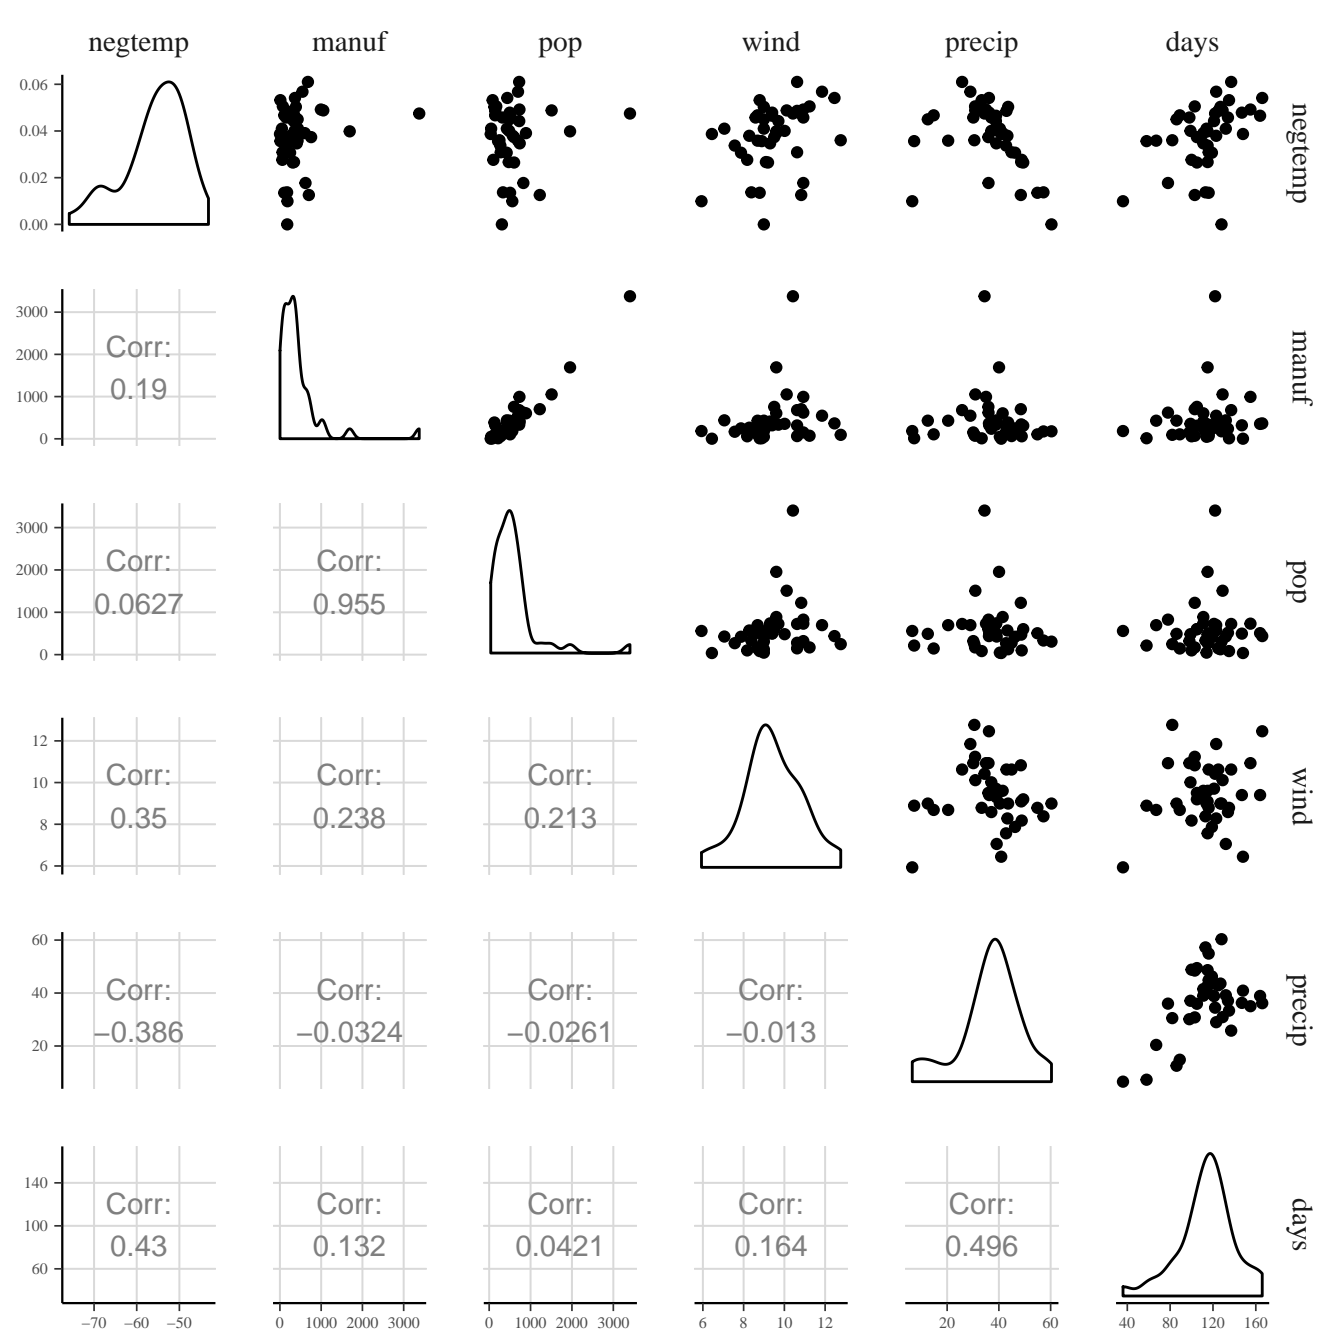 negtemp manuf pop wind precip days
0.06
0.04
0.02
0.00
negtemp
3000
2000
1000
0
Corr:
0.19
manuf
3000
2000
1000
0
Corr: Corr:
0.0627 0.955
pop
12
10
8
6
Corr: Corr: Corr:
0.35 0.238 0.213
wind
60
40
20
Corr: Corr: Corr: Corr:
−0.386 −0.0324 −0.0261 −0.013
precip
140
100
60
Corr: Corr: Corr: Corr: Corr:
0.43 0.132 0.0421 0.164 0.496
days
−70 −60 −50 0 1000 2000 3000 0 1000 2000 3000 6 8 10 12 20 40 60 40 80 120 160